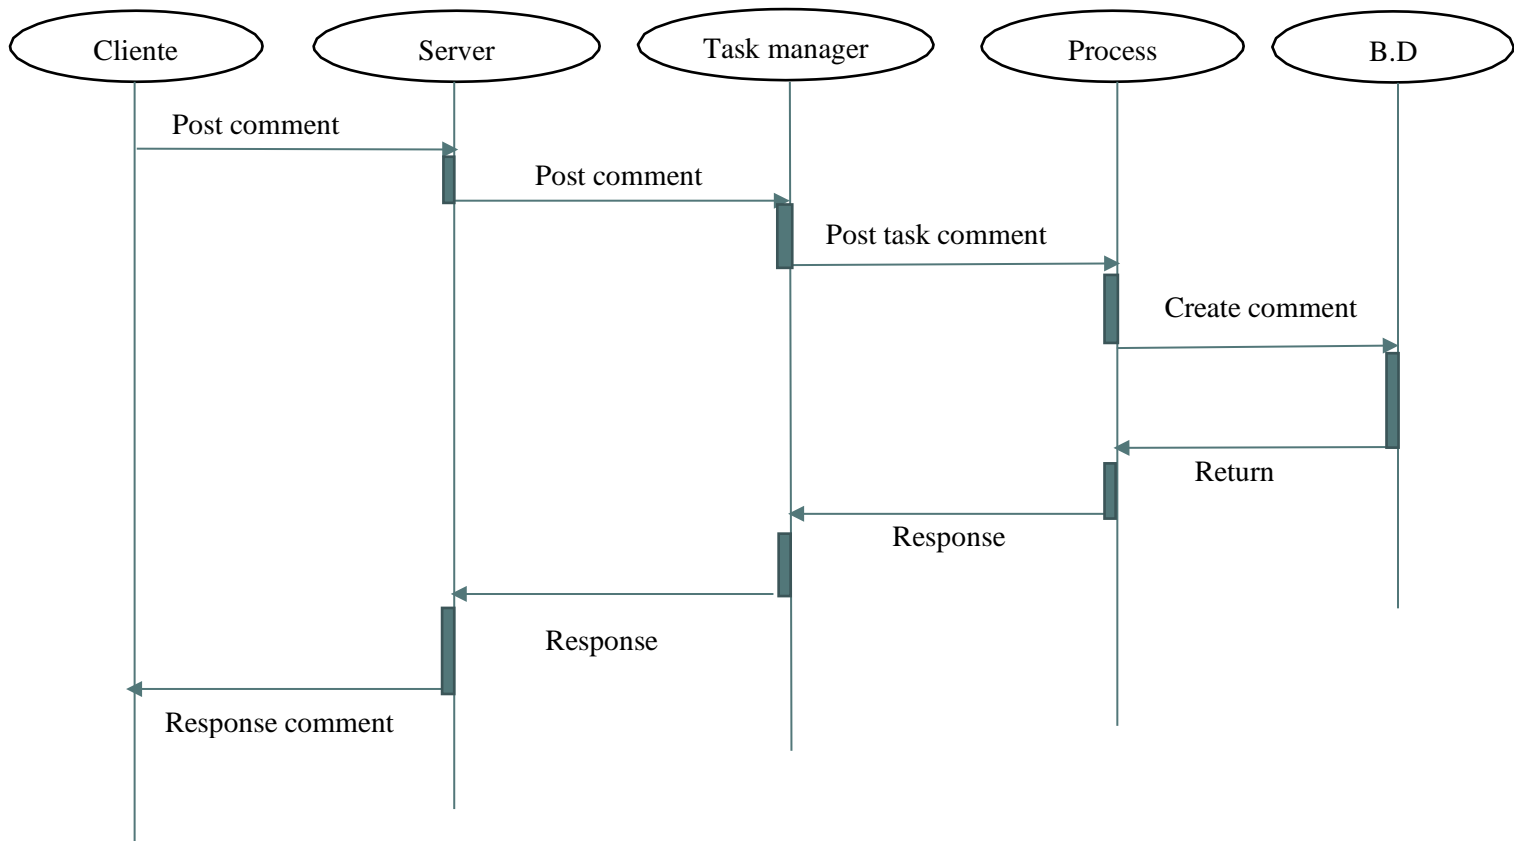 Cliente
Server
Task manager
Process
B.D
Post comment
Post comment
Post task comment
Create comment
Return
Response
Response
Response comment